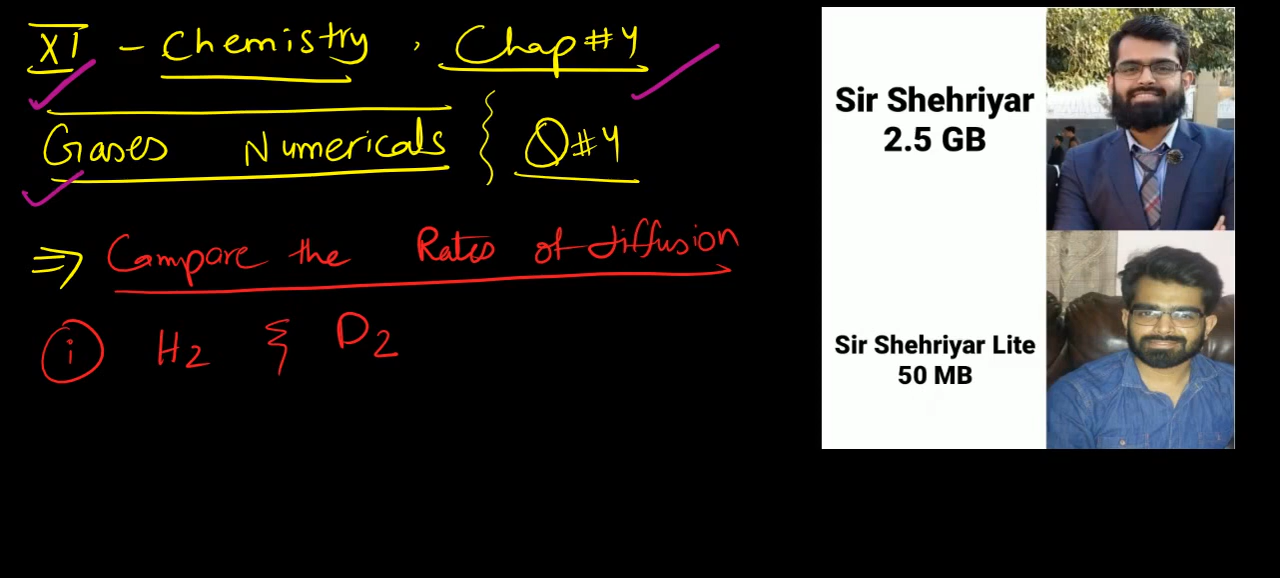 XI - Chemistry , Chap#4
Gases Numericals } Q#4
⇒ Compare the Rates of diffusion
(i) H2 } D2
Sir Shehriyar
2.5 GB
Sir Shehriyar Lite
50 MB